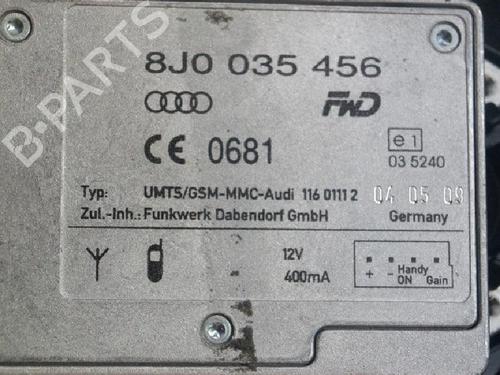 B-PARTS
8J0 035 456
FWD
CE 0681
e1
03 5240
Typ: UMTS/GSM-MMC-Audi 116 0111 2 04 05 09
Zul.-Inh.: Funkwerk Dabendorf GmbH Germany
12V
400mA
+ - Handy ON Gain